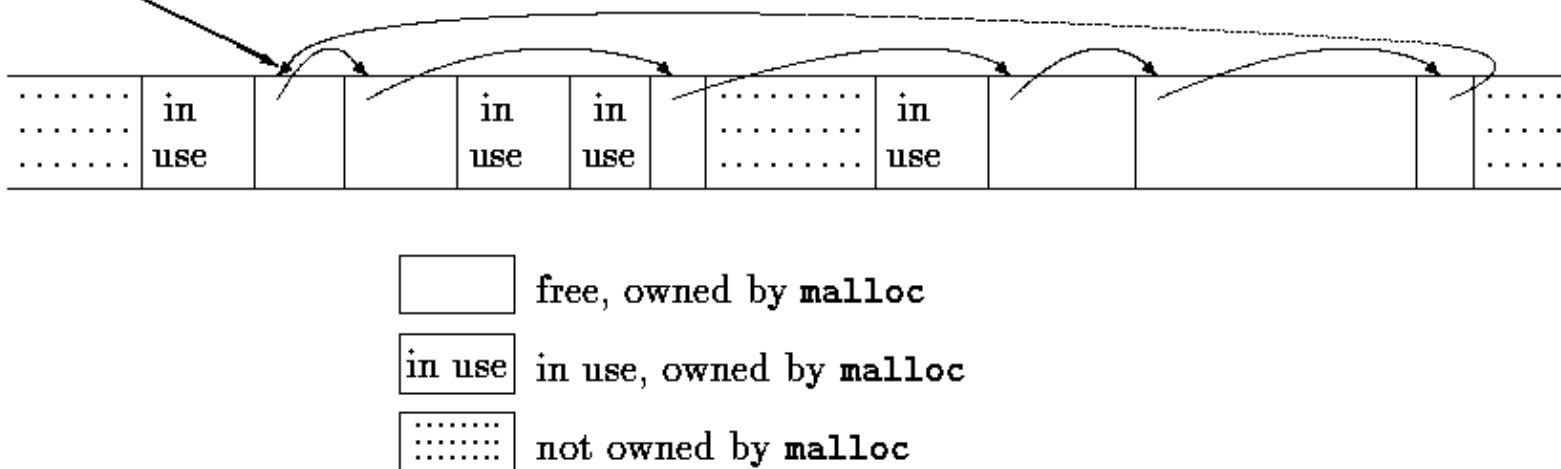 in use
in use
in use
in use
free, owned by malloc
in use
in use, owned by malloc
not owned by malloc